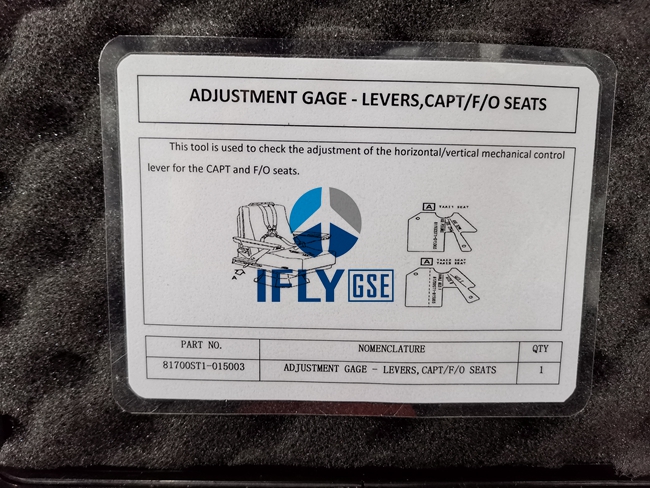 ADJUSTMENT GAGE - LEVERS,CAPT/F/O SEATS
This tool is used to check the adjustment of the horizontal/vertical mechanical control
lever for the CAPT and F/O seats.
A
A
A
IFLY GSE
PART NO. NOMENCLATURE QTY
81700ST1-015003 ADJUSTMENT GAGE - LEVERS, CAPT/F/O SEATS 1